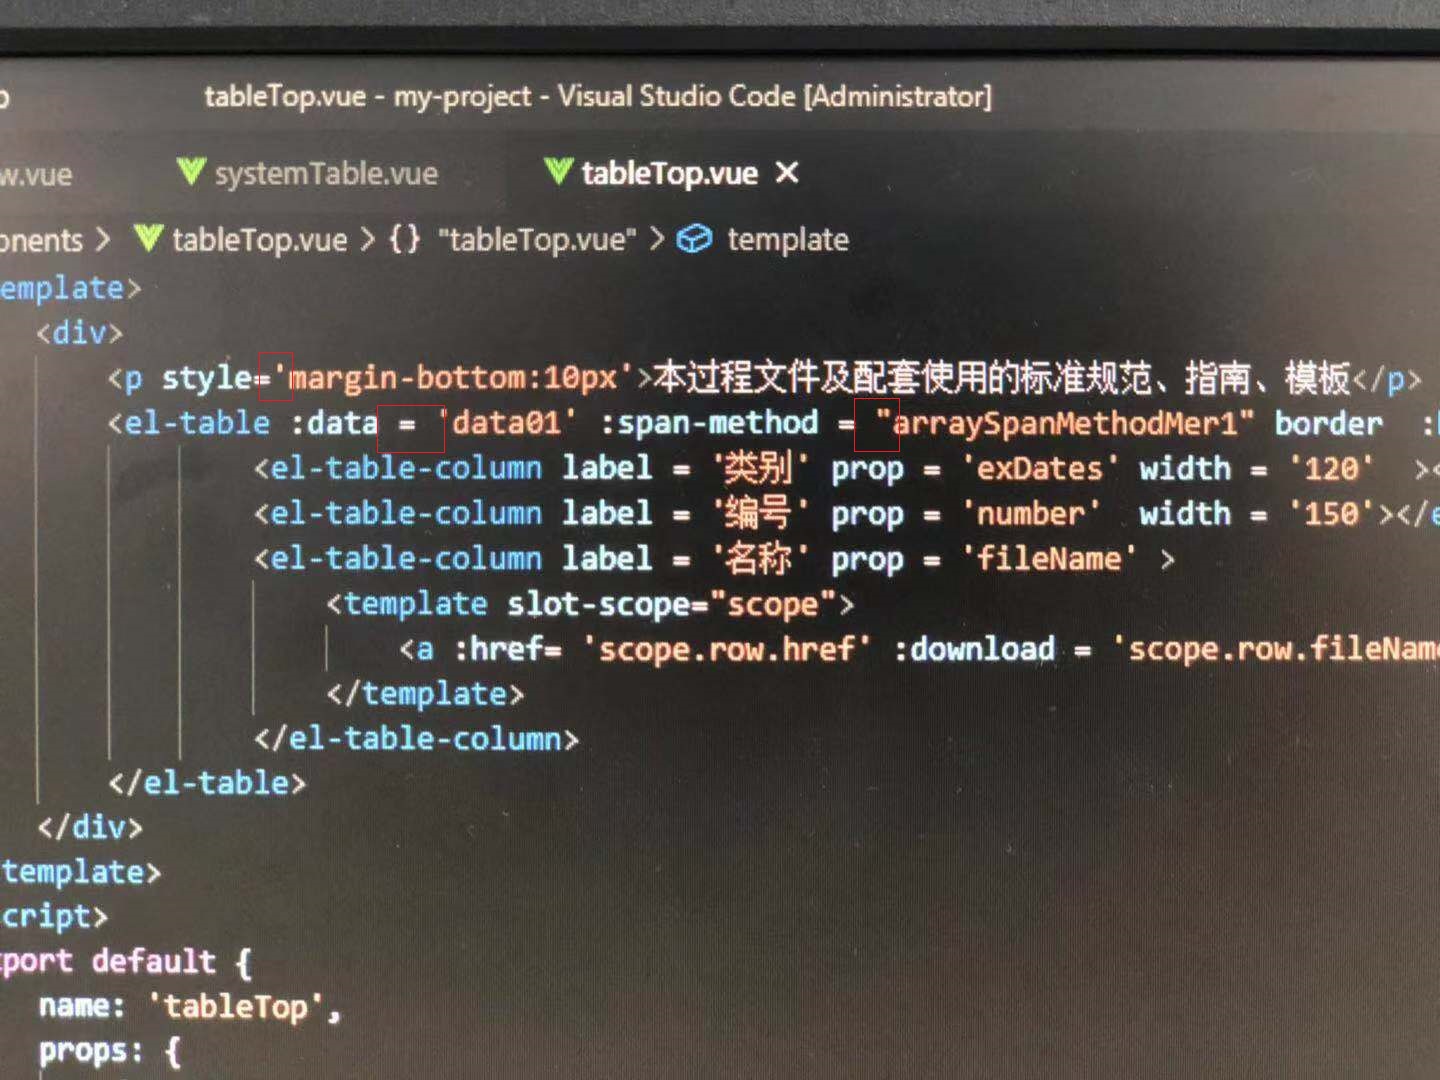 tableTop.vue - my-project - Visual Studio Code [Administrator]
w.vue systemTable.vue tableTop.vue ×
onents > tableTop.vue > {} "tableTop.vue" > template
emplate>
<div>
<p style='margin-bottom:10px'>本过程文件及配套使用的标准规范、指南、模板</p>
<el-table :data = 'data01' :span-method = "arraySpanMethodMer1" border :
<el-table-column label = '类别' prop = 'exDates' width = '120' ><
<el-table-column label = '编号' prop = 'number' width = '150'></e
<el-table-column label = '名称' prop = 'fileName' >
<template slot-scope="scope">
<a :href= 'scope.row.href' :download = 'scope.row.fileName
</template>
</el-table-column>
</el-table>
</div>
template>
cript>
port default {
name: 'tableTop',
props: {